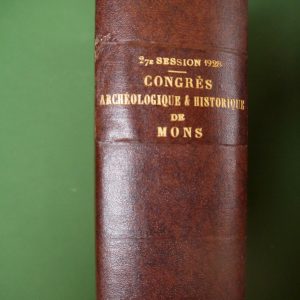 27E SESSION 1928
CONGRÈS
ARCHÉOLOGIQUE & HISTORIQUE
DE
MONS